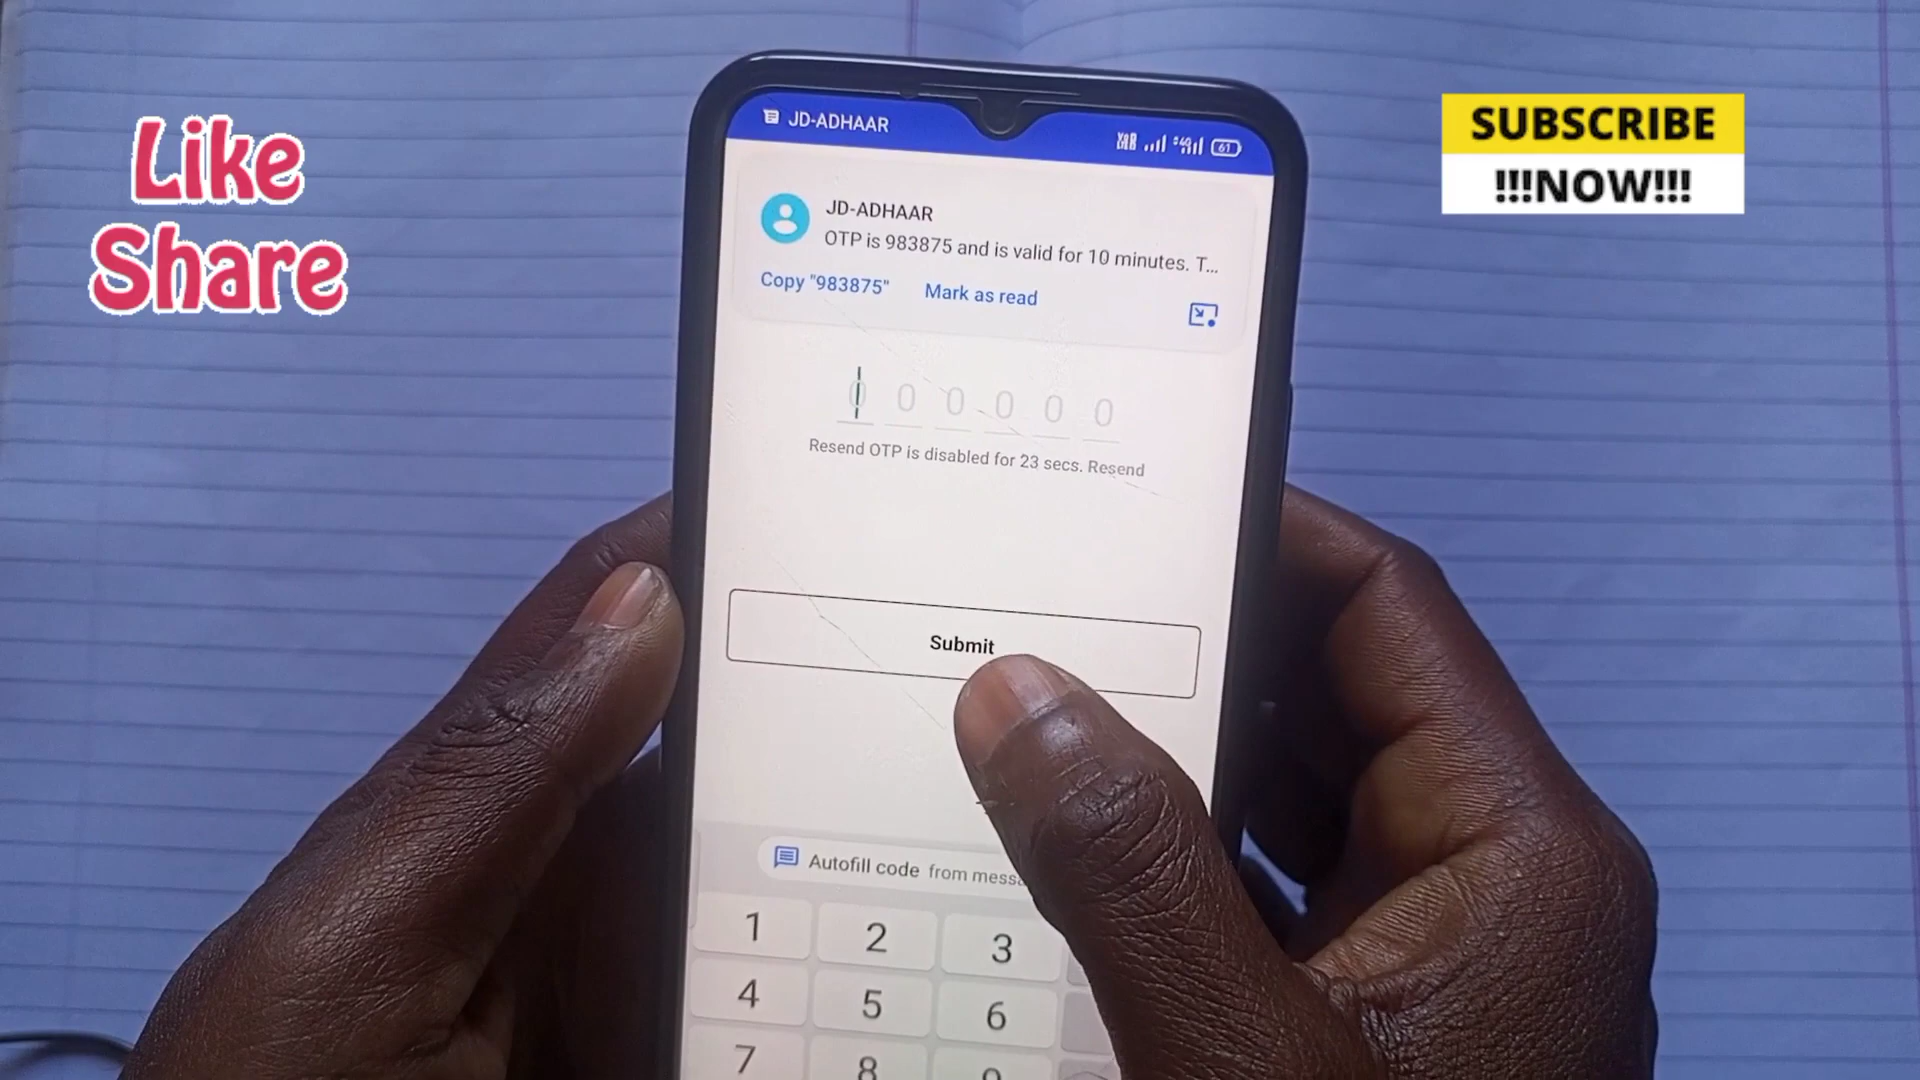 Like
Share
SUBSCRIBE
!!!NOW!!!
JD-ADHAAR
61
JD-ADHAAR
OTP is 983875 and is valid for 10 minutes. T...
Copy "983875" Mark as read
0 0 0 0 0 0
Resend OTP is disabled for 23 secs. Resend
Submit
Autofill code from messa
1 2 3
4 5 6
7 8 9